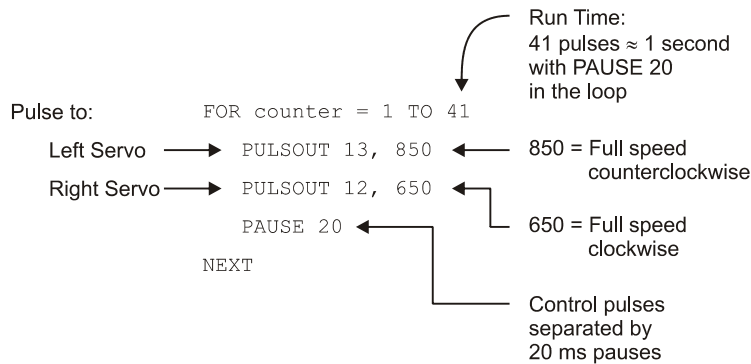 Run Time:
41 pulses ≈ 1 second
with PAUSE 20
in the loop
Pulse to:
FOR counter = 1 TO 41
Left Servo
PULSOUT 13, 850
850 = Full speed
counterclockwise
Right Servo
PULSOUT 12, 650
650 = Full speed
clockwise
PAUSE 20
NEXT
Control pulses
separated by
20 ms pauses